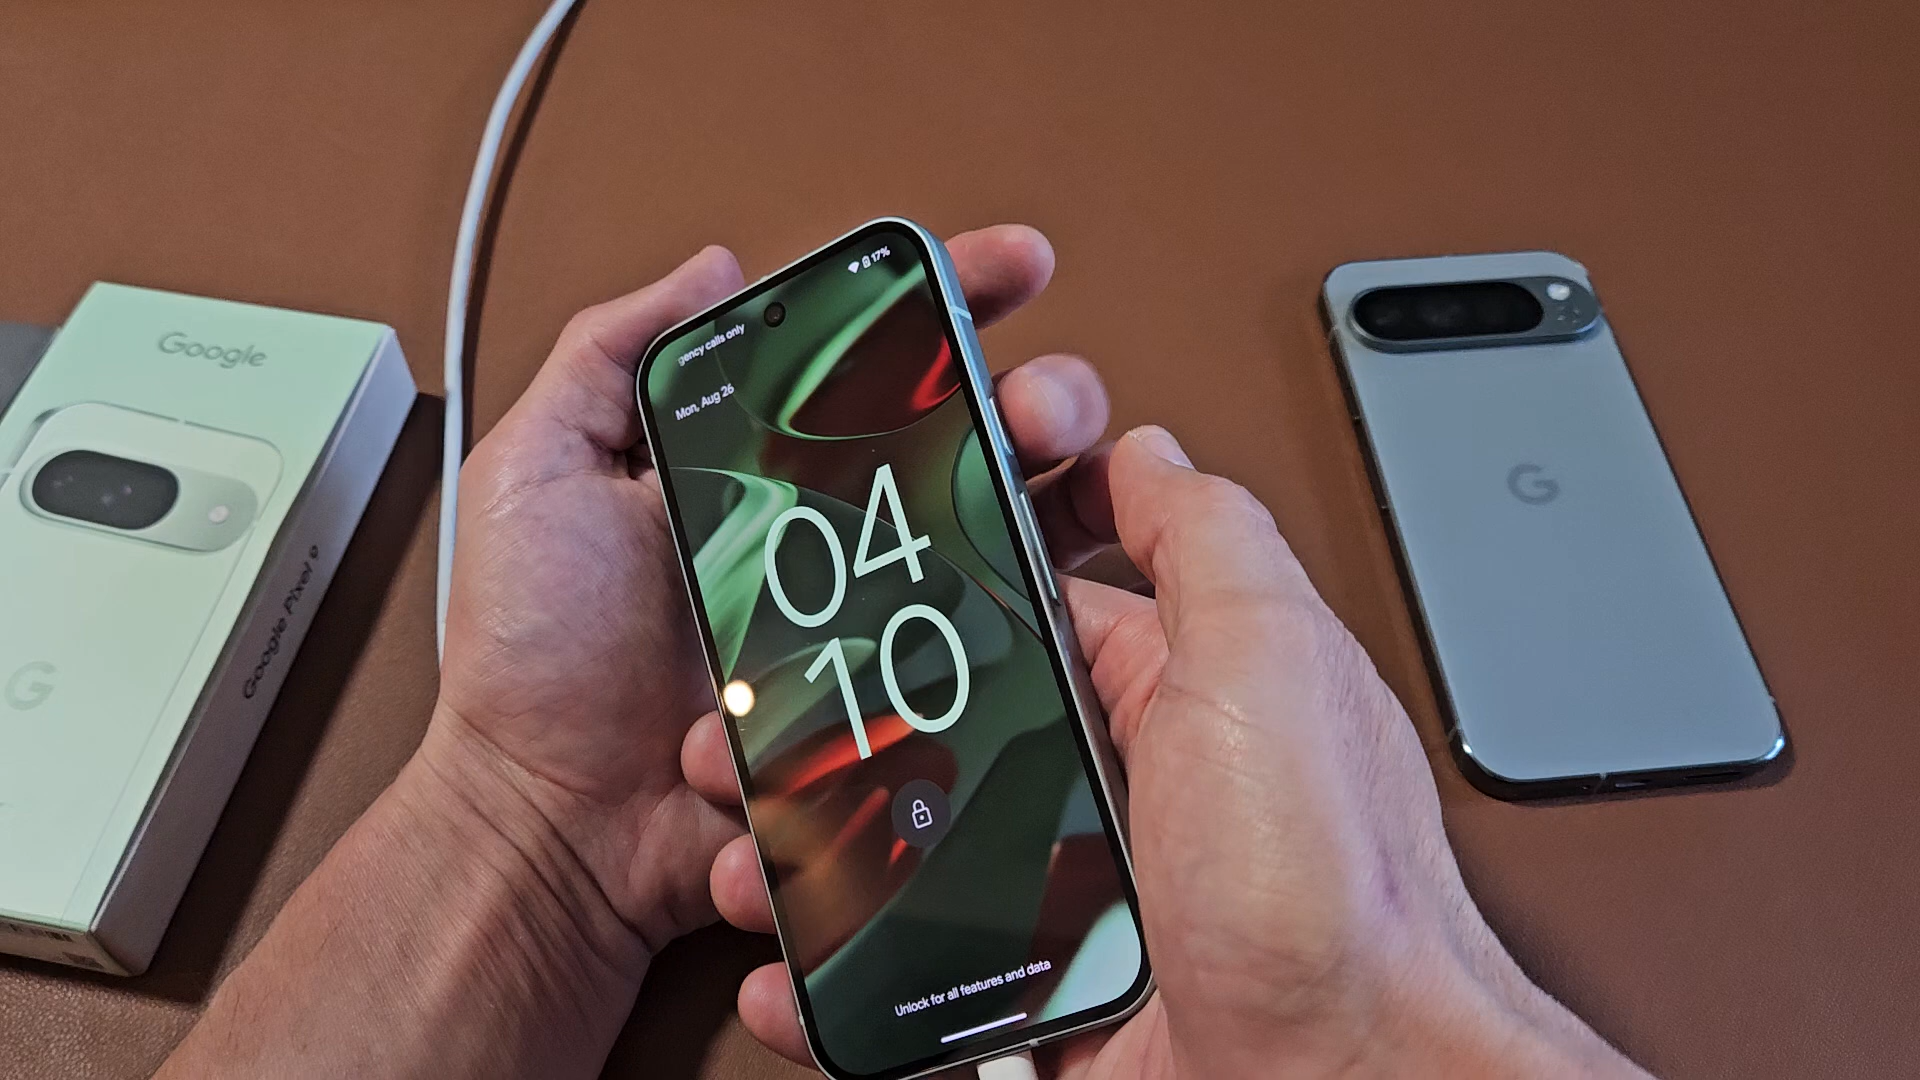 Google
Google Pixel 9
17%
gency calls only
Mon, Aug 26
04
10
Unlock for all features and data
G
G